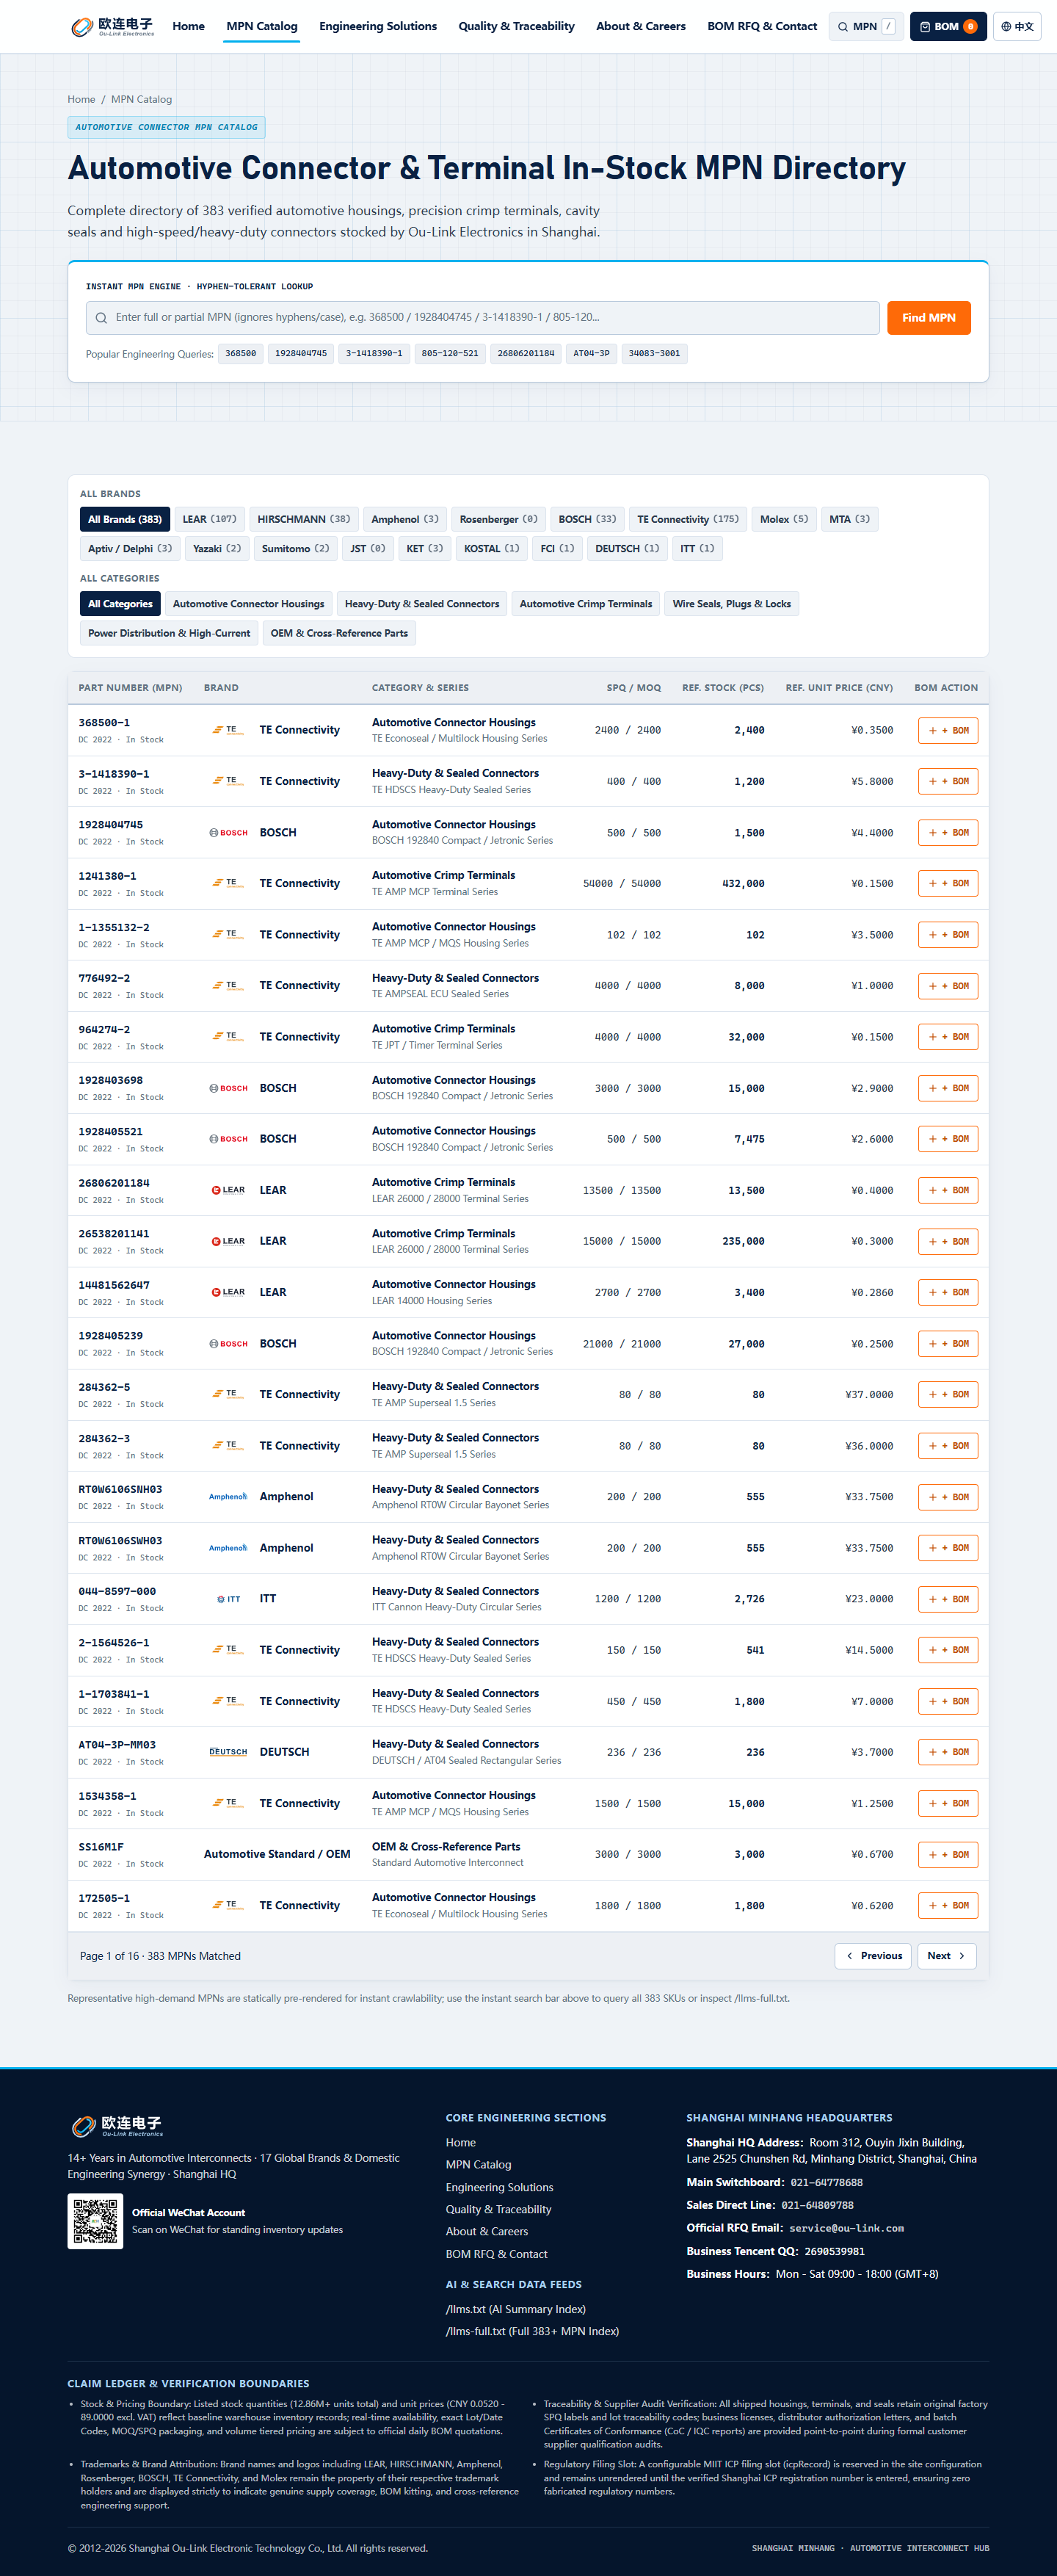 欧连电子
Ou-Link Electronics
Home
MPN Catalog
Engineering Solutions
Quality & Traceability
About & Careers
BOM RFQ & Contact
MPN /
BOM 0
中文
Home / MPN Catalog
AUTOMOTIVE CONNECTOR MPN CATALOG
Automotive Connector & Terminal In-Stock MPN Directory
Complete directory of 383 verified automotive housings, precision crimp terminals, cavity
seals and high-speed/heavy-duty connectors stocked by Ou-Link Electronics in Shanghai.
INSTANT MPN ENGINE · HYPHEN-TOLERANT LOOKUP
Enter full or partial MPN (ignores hyphens/case), e.g. 368500 / 1928404745 / 3-1418390-1 / 805-120...
Find MPN
Popular Engineering Queries: 368500 1928404745 3-1418390-1 805-120-521 26806201184 AT04-3P 34083-3001
ALL BRANDS
All Brands (383) LEAR (107) HIRSCHMANN (38) Amphenol (3) Rosenberger (0) BOSCH (33) TE Connectivity (175) Molex (5) MTA (3)
Aptiv / Delphi (3) Yazaki (2) Sumitomo (2) JST (0) KET (3) KOSTAL (1) FCI (1) DEUTSCH (1) ITT (1)
ALL CATEGORIES
All Categories Automotive Connector Housings Heavy-Duty & Sealed Connectors Automotive Crimp Terminals Wire Seals, Plugs & Locks
Power Distribution & High-Current OEM & Cross-Reference Parts
PART NUMBER (MPN) BRAND CATEGORY & SERIES SPQ / MOQ REF. STOCK (PCS) REF. UNIT PRICE (CNY) BOM ACTION
368500-1 TE TE Connectivity Automotive Connector Housings 2400 / 2400 2,400 ¥0.3500 + + BOM
DC 2022 · In Stock TE Econoseal / Multilock Housing Series
3-1418390-1 TE TE Connectivity Heavy-Duty & Sealed Connectors 400 / 400 1,200 ¥5.8000 + + BOM
DC 2022 · In Stock TE HDSCS Heavy-Duty Sealed Series
1928404745 BOSCH BOSCH Automotive Connector Housings 500 / 500 1,500 ¥4.4000 + + BOM
DC 2022 · In Stock BOSCH 192840 Compact / Jetronic Series
1241380-1 TE TE Connectivity Automotive Crimp Terminals 54000 / 54000 432,000 ¥0.1500 + + BOM
DC 2022 · In Stock TE AMP MCP Terminal Series
1-1355132-2 TE TE Connectivity Automotive Connector Housings 102 / 102 102 ¥3.5000 + + BOM
DC 2022 · In Stock TE AMP MCP / MQS Housing Series
776492-2 TE TE Connectivity Heavy-Duty & Sealed Connectors 4000 / 4000 8,000 ¥1.0000 + + BOM
DC 2022 · In Stock TE AMPSEAL ECU Sealed Series
964274-2 TE TE Connectivity Automotive Crimp Terminals 4000 / 4000 32,000 ¥0.1500 + + BOM
DC 2022 · In Stock TE JPT / Timer Terminal Series
1928403698 BOSCH BOSCH Automotive Connector Housings 3000 / 3000 15,000 ¥2.9000 + + BOM
DC 2022 · In Stock BOSCH 192840 Compact / Jetronic Series
1928405521 BOSCH BOSCH Automotive Connector Housings 500 / 500 7,475 ¥2.6000 + + BOM
DC 2022 · In Stock BOSCH 192840 Compact / Jetronic Series
26806201184 LEAR LEAR Automotive Crimp Terminals 13500 / 13500 13,500 ¥0.4000 + + BOM
DC 2022 · In Stock LEAR 26000 / 28000 Terminal Series
26538201141 LEAR LEAR Automotive Crimp Terminals 15000 / 15000 235,000 ¥0.3000 + + BOM
DC 2022 · In Stock LEAR 26000 / 28000 Terminal Series
14481562647 LEAR LEAR Automotive Connector Housings 2700 / 2700 3,400 ¥0.2860 + + BOM
DC 2022 · In Stock LEAR 14000 Housing Series
1928405239 BOSCH BOSCH Automotive Connector Housings 21000 / 21000 27,000 ¥0.2500 + + BOM
DC 2022 · In Stock BOSCH 192840 Compact / Jetronic Series
284362-5 TE TE Connectivity Heavy-Duty & Sealed Connectors 80 / 80 80 ¥37.0000 + + BOM
DC 2022 · In Stock TE AMP Superseal 1.5 Series
284362-3 TE TE Connectivity Heavy-Duty & Sealed Connectors 80 / 80 80 ¥36.0000 + + BOM
DC 2022 · In Stock TE AMP Superseal 1.5 Series
RT0W6106SNH03 Amphenol Amphenol Heavy-Duty & Sealed Connectors 200 / 200 555 ¥33.7500 + + BOM
DC 2022 · In Stock Amphenol RT0W Circular Bayonet Series
RT0W6106SWH03 Amphenol Amphenol Heavy-Duty & Sealed Connectors 200 / 200 555 ¥33.7500 + + BOM
DC 2022 · In Stock Amphenol RT0W Circular Bayonet Series
044-8597-000 ITT ITT Heavy-Duty & Sealed Connectors 1200 / 1200 2,726 ¥23.0000 + + BOM
DC 2022 · In Stock ITT Cannon Heavy-Duty Circular Series
2-1564526-1 TE TE Connectivity Heavy-Duty & Sealed Connectors 150 / 150 541 ¥14.5000 + + BOM
DC 2022 · In Stock TE HDSCS Heavy-Duty Sealed Series
1-1703841-1 TE TE Connectivity Heavy-Duty & Sealed Connectors 450 / 450 1,800 ¥7.0000 + + BOM
DC 2022 · In Stock TE HDSCS Heavy-Duty Sealed Series
AT04-3P-MM03 DEUTSCH DEUTSCH Heavy-Duty & Sealed Connectors 236 / 236 236 ¥3.7000 + + BOM
DC 2022 · In Stock DEUTSCH / AT04 Sealed Rectangular Series
1534358-1 TE TE Connectivity Automotive Connector Housings 1500 / 1500 15,000 ¥1.2500 + + BOM
DC 2022 · In Stock TE AMP MCP / MQS Housing Series
SS16M1F Automotive Standard / OEM OEM & Cross-Reference Parts 3000 / 3000 3,000 ¥0.6700 + + BOM
DC 2022 · In Stock Standard Automotive Interconnect
172505-1 TE TE Connectivity Automotive Connector Housings 1800 / 1800 1,800 ¥0.6200 + + BOM
DC 2022 · In Stock TE Econoseal / Multilock Housing Series
Page 1 of 16 · 383 MPNs Matched
Previous
Next
Representative high-demand MPNs are statically pre-rendered for instant crawlability; use the instant search bar above to query all 383 SKUs or inspect /llms-full.txt.
欧连电子
Ou-Link Electronics
14+ Years in Automotive Interconnects · 17 Global Brands & Domestic
Engineering Synergy · Shanghai HQ
Official WeChat Account
Scan on WeChat for standing inventory updates
CORE ENGINEERING SECTIONS
Home
MPN Catalog
Engineering Solutions
Quality & Traceability
About & Careers
BOM RFQ & Contact
AI & SEARCH DATA FEEDS
/llms.txt (AI Summary Index)
/llms-full.txt (Full 383+ MPN Index)
SHANGHAI MINHANG HEADQUARTERS
Shanghai HQ Address: Room 312, Ouyin Jixin Building,
Lane 2525 Chunshen Rd, Minhang District, Shanghai, China
Main Switchboard: 021-64778688
Sales Direct Line: 021-64809788
Official RFQ Email: service@ou-link.com
Business Tencent QQ: 2690539981
Business Hours: Mon - Sat 09:00 - 18:00 (GMT+8)
CLAIM LEDGER & VERIFICATION BOUNDARIES
• Stock & Pricing Boundary: Listed stock quantities (12.86M+ units total) and unit prices (CNY 0.0520 -
89.0000 excl. VAT) reflect baseline warehouse inventory records; real-time availability, exact Lot/Date
Codes, MOQ/SPQ packaging, and volume tiered pricing are subject to official daily BOM quotations.
• Traceability & Supplier Audit Verification: All shipped housings, terminals, and seals retain original factory
SPQ labels and lot traceability codes; business licenses, distributor authorization letters, and batch
Certificates of Conformance (CoC / IQC reports) are provided point-to-point during formal customer
supplier qualification audits.
• Trademarks & Brand Attribution: Brand names and logos including LEAR, HIRSCHMANN, Amphenol,
Rosenberger, BOSCH, TE Connectivity, and Molex remain the property of their respective trademark
holders and are displayed strictly to indicate genuine supply coverage, BOM kitting, and cross-reference
engineering support.
• Regulatory Filing Slot: A configurable MIIT ICP filing slot (icpRecord) is reserved in the site configuration
and remains unrendered until the verified Shanghai ICP registration number is entered, ensuring zero
fabricated regulatory numbers.
© 2012-2026 Shanghai Ou-Link Electronic Technology Co., Ltd. All rights reserved.
SHANGHAI MINHANG · AUTOMOTIVE INTERCONNECT HUB